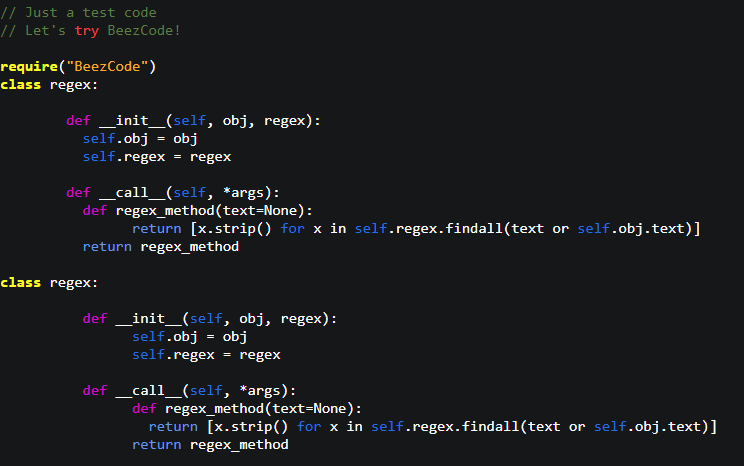 // Just a test code
// Let's try BeezCode!
require("BeezCode")
class regex:
def __init__(self, obj, regex):
self.obj = obj
self.regex = regex
def __call__(self, *args):
def regex_method(text=None):
return [x.strip() for x in self.regex.findall(text or self.obj.text)]
return regex_method
class regex:
def __init__(self, obj, regex):
self.obj = obj
self.regex = regex
def __call__(self, *args):
def regex_method(text=None):
return [x.strip() for x in self.regex.findall(text or self.obj.text)]
return regex_method